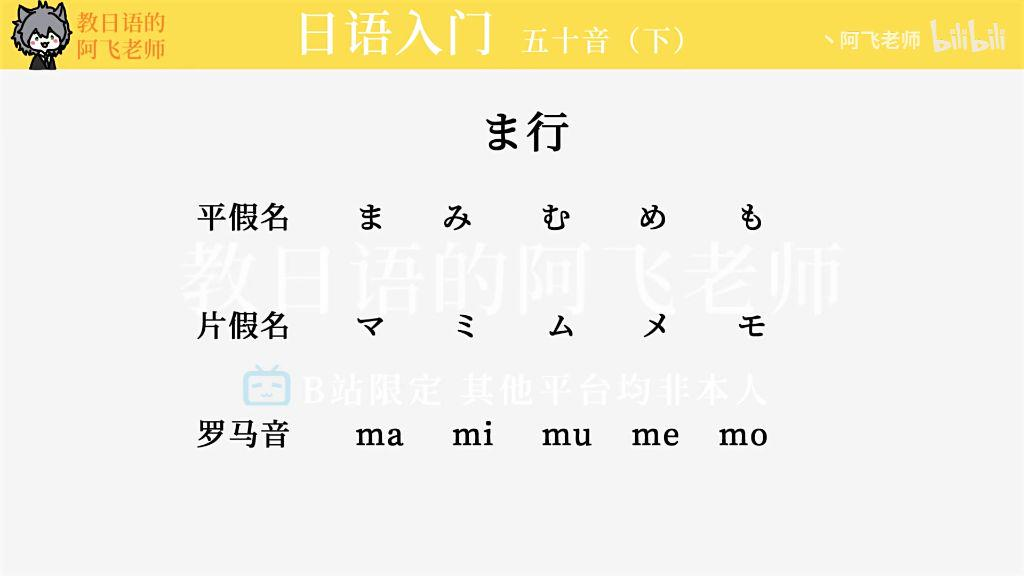 教日语的
阿飞老师
日语入门 五十音（下）
丶阿飞老师 bilibili
ま行
平假名 ま み む め も
教日语的阿飞老师
片假名 マ ミ ム メ モ
B站限定 其他平台均非本人
罗马音 ma mi mu me mo